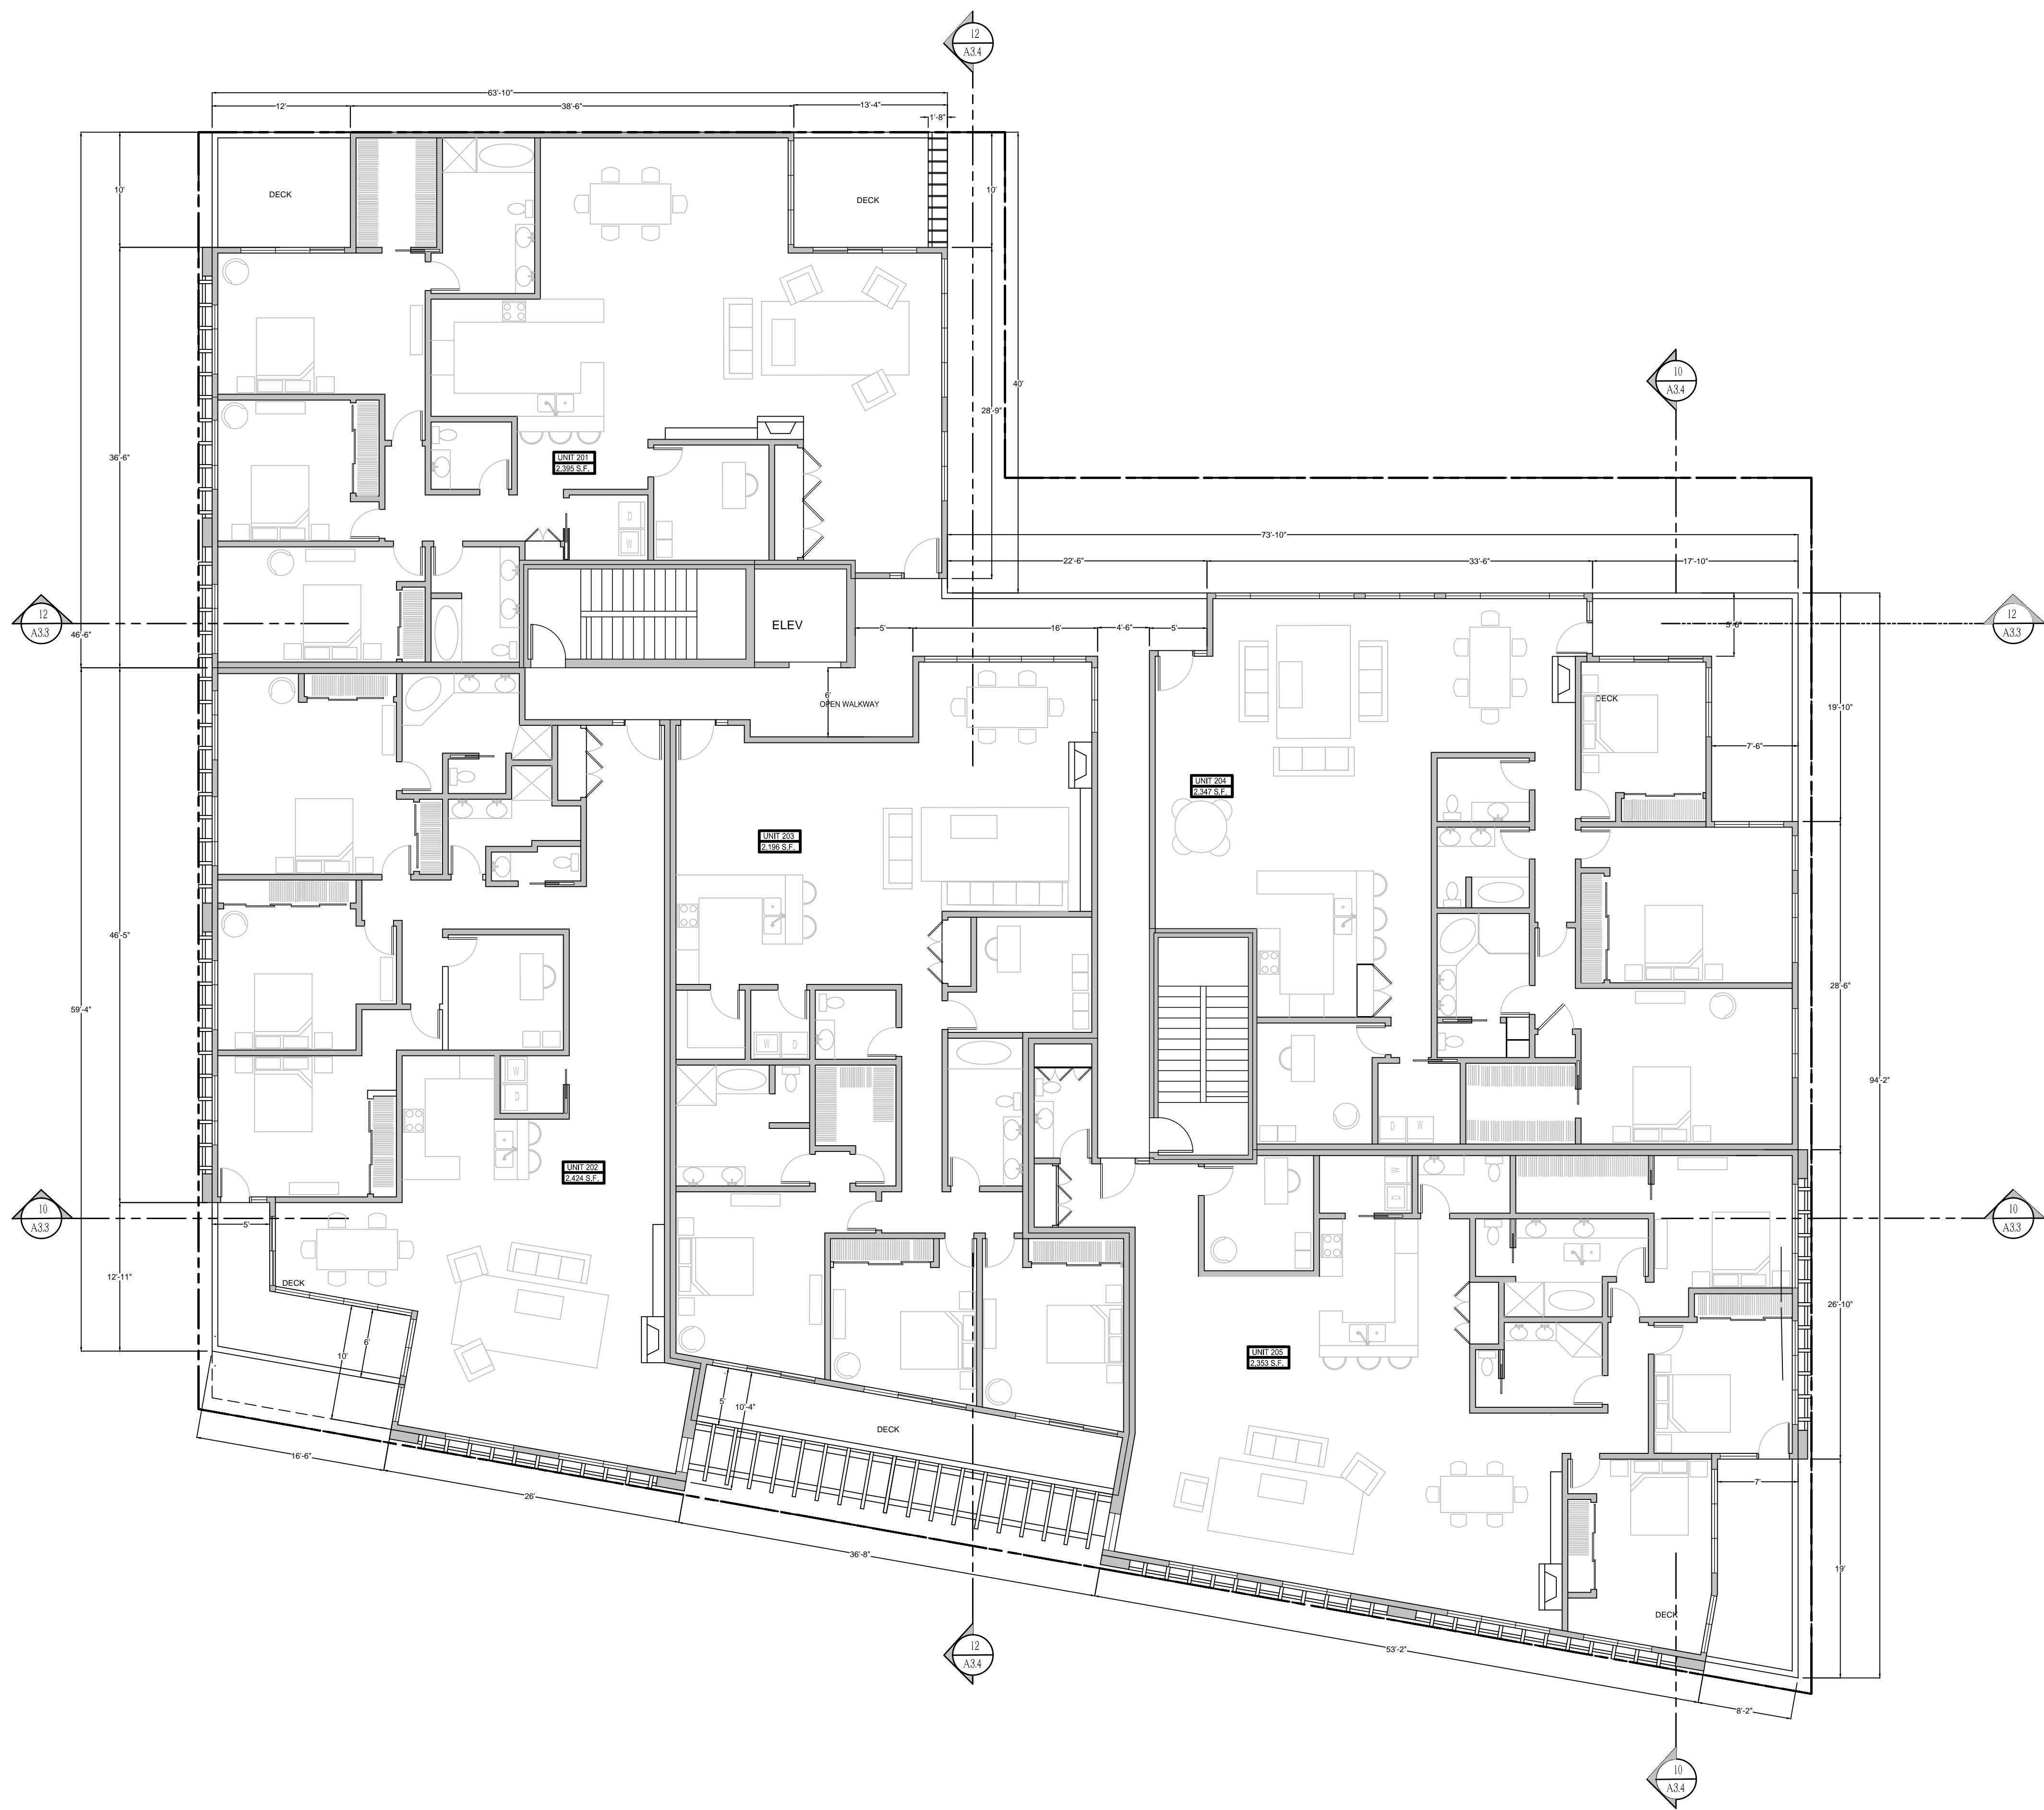 12
A3.4
63'-10"
12'
38'-6"
13'-4"
1'-8"
10'
DECK
DECK
10'
10
A3.4
40'
28'-9"
36'-6"
UNIT 201
2,395 S.F.
D
W
73'-10"
22'-6"
33'-6"
17'-10"
12
A3.3
46'-6"
ELEV
5'
16'
4'-6"
5'
5'-6"
12
A3.3
6'
OPEN WALKWAY
DECK
19'-10"
7'-6"
UNIT 204
2,347 S.F.
UNIT 203
2,196 S.F.
46'-5"
59'-4"
28'-6"
W
D
W
D
94'-2"
D
W
UNIT 202
2,424 S.F.
W
D
10
A3.3
5'
10
A3.3
12'-11"
DECK
26'-10"
6'
10'
UNIT 205
2,353 S.F.
5'
10'-4"
DECK
16'-6"
7'
26'
36'-8"
19'
DECK
53'-2"
12
A3.4
8'-2"
10
A3.4